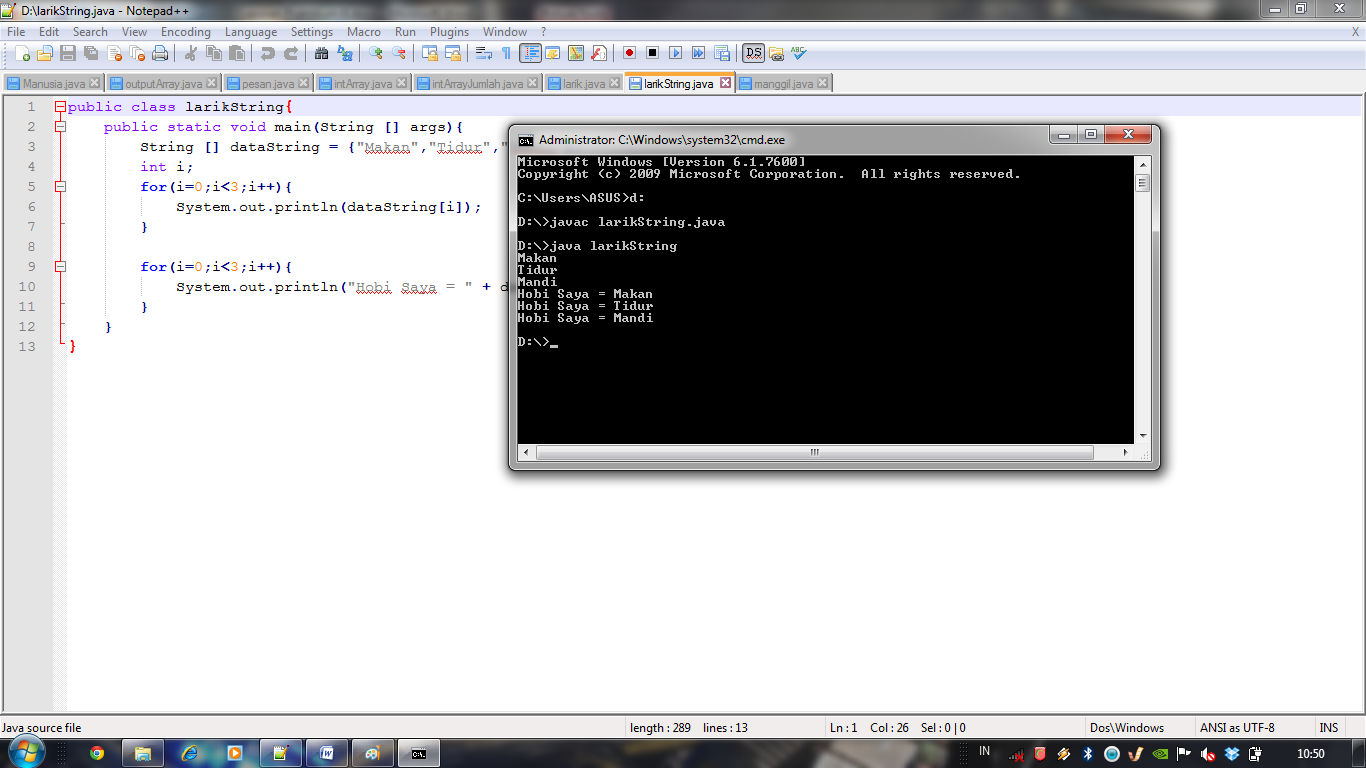 D:\larikString.java - Notepad++
File Edit Search View Encoding Language Settings Macro Run Plugins Window ? X
Manusia.java outputArray.java pesan.java intArray.java intArrayJumlah.java larik.java larikString.java manggil.java
1 public class larikString{
2 public static void main(String [] args){
3 String [] dataString = {"Makan","Tidur","
4 int i;
5 for(i=0;i<3;i++){
6 System.out.println(dataString[i]);
7 }
8
9 for(i=0;i<3;i++){
10 System.out.println("Hobi Saya = " + d
11 }
12 }
13 }
Administrator: C:\Windows\system32\cmd.exe
Microsoft Windows [Version 6.1.7600]
Copyright (c) 2009 Microsoft Corporation. All rights reserved.
C:\Users\ASUS>d:
D:\>javac larikString.java
D:\>java larikString
Makan
Tidur
Mandi
Hobi Saya = Makan
Hobi Saya = Tidur
Hobi Saya = Mandi
D:\>_
Java source file length : 289 lines : 13 Ln : 1 Col : 26 Sel : 0 | 0 Dos\Windows ANSI as UTF-8 INS
IN 10:50